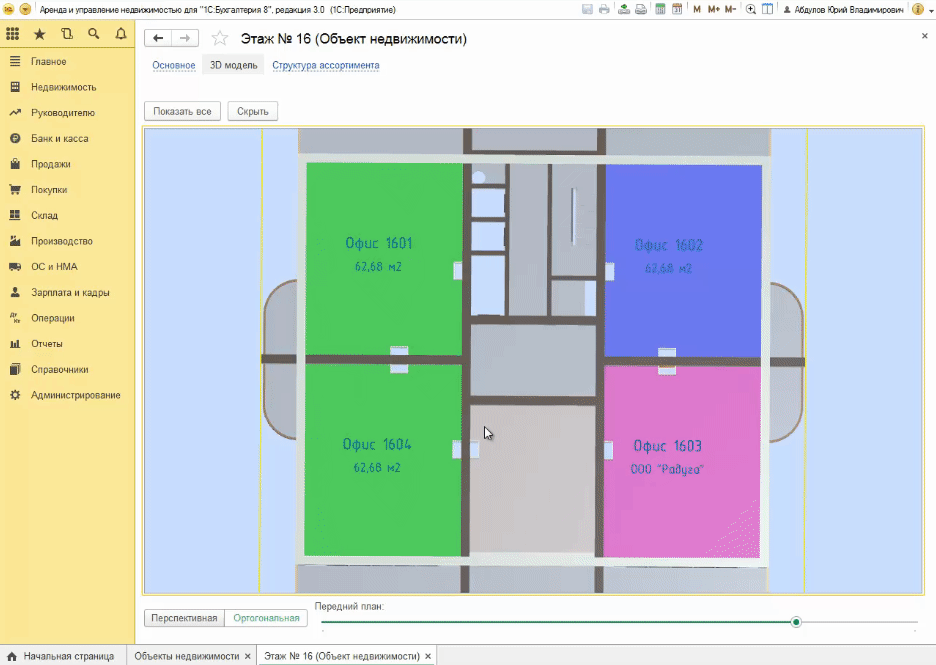 Аренда и управление недвижимостью для "1С:Бухгалтерия 8", редакция 3.0 (1С:Предприятие)
M M+ M- Абдулов Юрий Владимирович
Главное
Недвижимость
Руководителю
Банк и касса
Продажи
Покупки
Склад
Производство
ОС и НМА
Зарплата и кадры
Операции
Отчеты
Справочники
Администрирование
Этаж № 16 (Объект недвижимости)
Основное 3D модель Структура ассортимента
Показать все Скрыть
Офис 1601
62,68 м2
Офис 1602
62,68 м2
Офис 1604
62,68 м2
Офис 1603
ООО "Радуга"
Перспективная Ортогональная Передний план:
Начальная страница Объекты недвижимости × Этаж № 16 (Объект недвижимости) ×